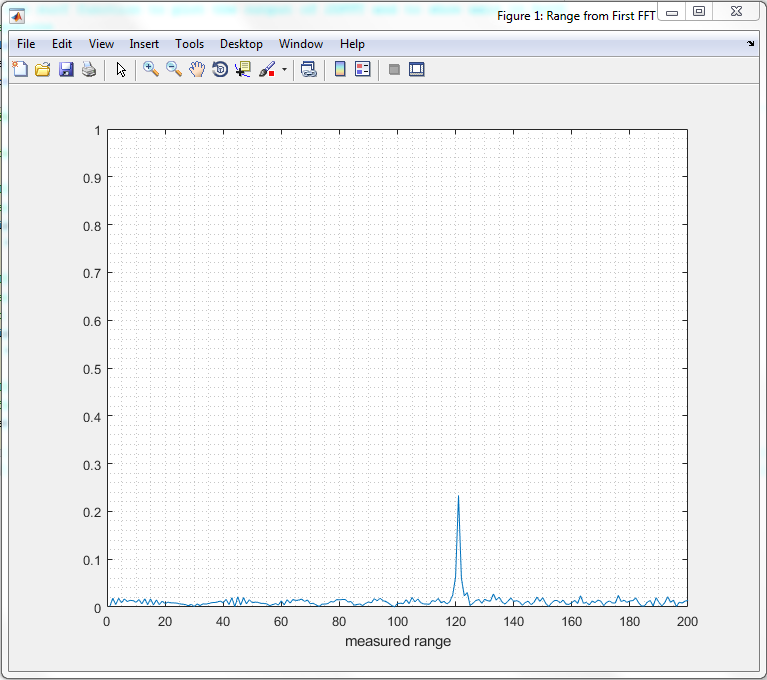 Figure 1: Range from First FFT
File Edit View Insert Tools Desktop Window Help
1
0.9
0.8
0.7
0.6
0.5
0.4
0.3
0.2
0.1
0
0 20 40 60 80 100 120 140 160 180 200
measured range